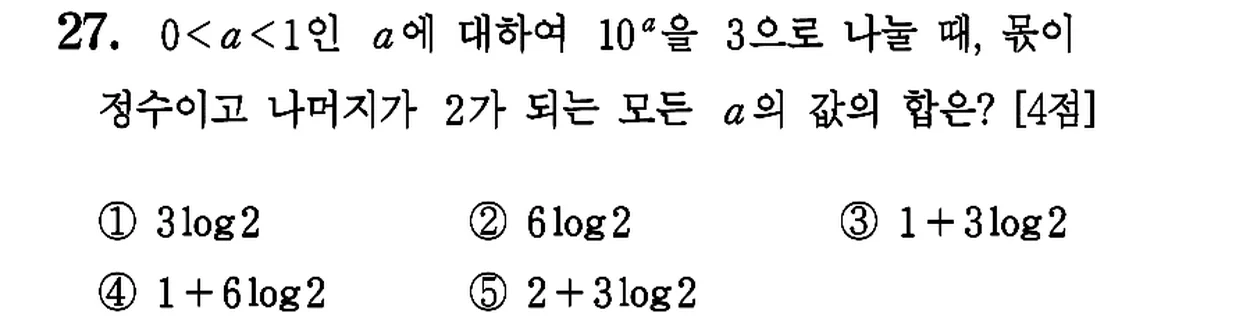 27. 0<a<1인 a에 대하여 10^a을 3으로 나눌 때, 몫이
정수이고 나머지가 2가 되는 모든 a의 값의 합은? [4점]
① 3log2 ② 6log2 ③ 1+3log2
④ 1+6log2 ⑤ 2+3log2